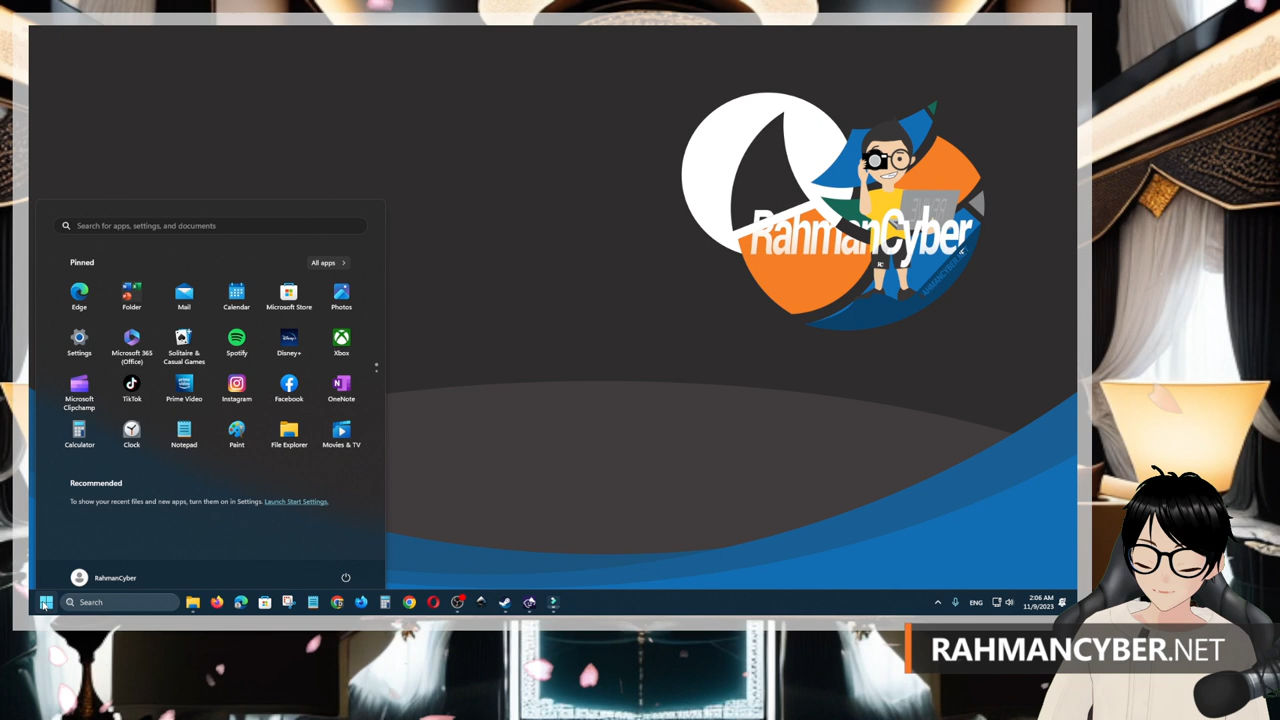 RahmanCyber
RAHMANCYBER.NET
Search for apps, settings, and documents
Pinned
All apps
Edge
Folder
Mail
Calendar
Microsoft Store
Photos
Settings
Microsoft 365
(Office)
Solitaire &
Casual Games
Spotify
Disney+
Xbox
Microsoft
Clipchamp
TikTok
Prime Video
Instagram
Facebook
OneNote
Calculator
Clock
Notepad
Paint
File Explorer
Movies & TV
Recommended
To show your recent files and new apps, turn them on in Settings. Launch Start Settings.
RahmanCyber
Search
ENG
2:06 AM
11/9/2023
RAHMANCYBER.NET